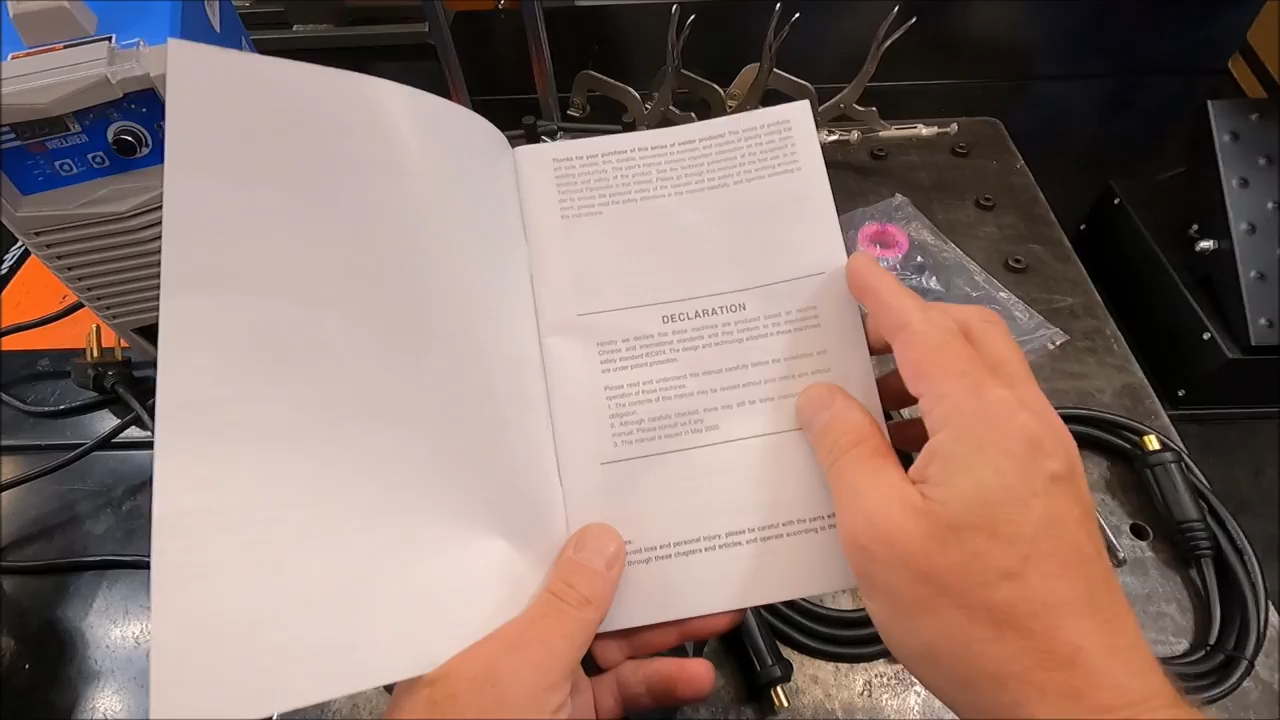 WELDER
Thanks for your purchase of this series of welder products! This series of products
are safe, reliable, firm, durable, convenient to maintain, and capable of greatly
welding productivity. This user's manual contains important information on the use,
and safety of the product. See the technical parameters of the equipment in
Technical Parameter in this manual. Please go through this manual for the first use. In or-
der to ensure the personal safety of the operator and the safety of the working environ-
ment, please read the safety attentions in this manual carefully, and operate according to
the instructions.
DECLARATION
Hereby we declare that these machines are produced based on
Chinese and international standards and they conform to the international
safety standard IEC974. The design and technology adopted in these machines
are under patent protection.
Please read and understand this manual carefully before the installation and
operation of these machines.
1. The contents of this manual may be revised without prior notice and without
obligation.
2. Although carefully checked, there may still be some
manual. Please consult us if any.
3. This manual is issued in May 2020.
es:
avoid loss and personal injury, please be careful with the parts
through these chapters and articles, and operate according to the